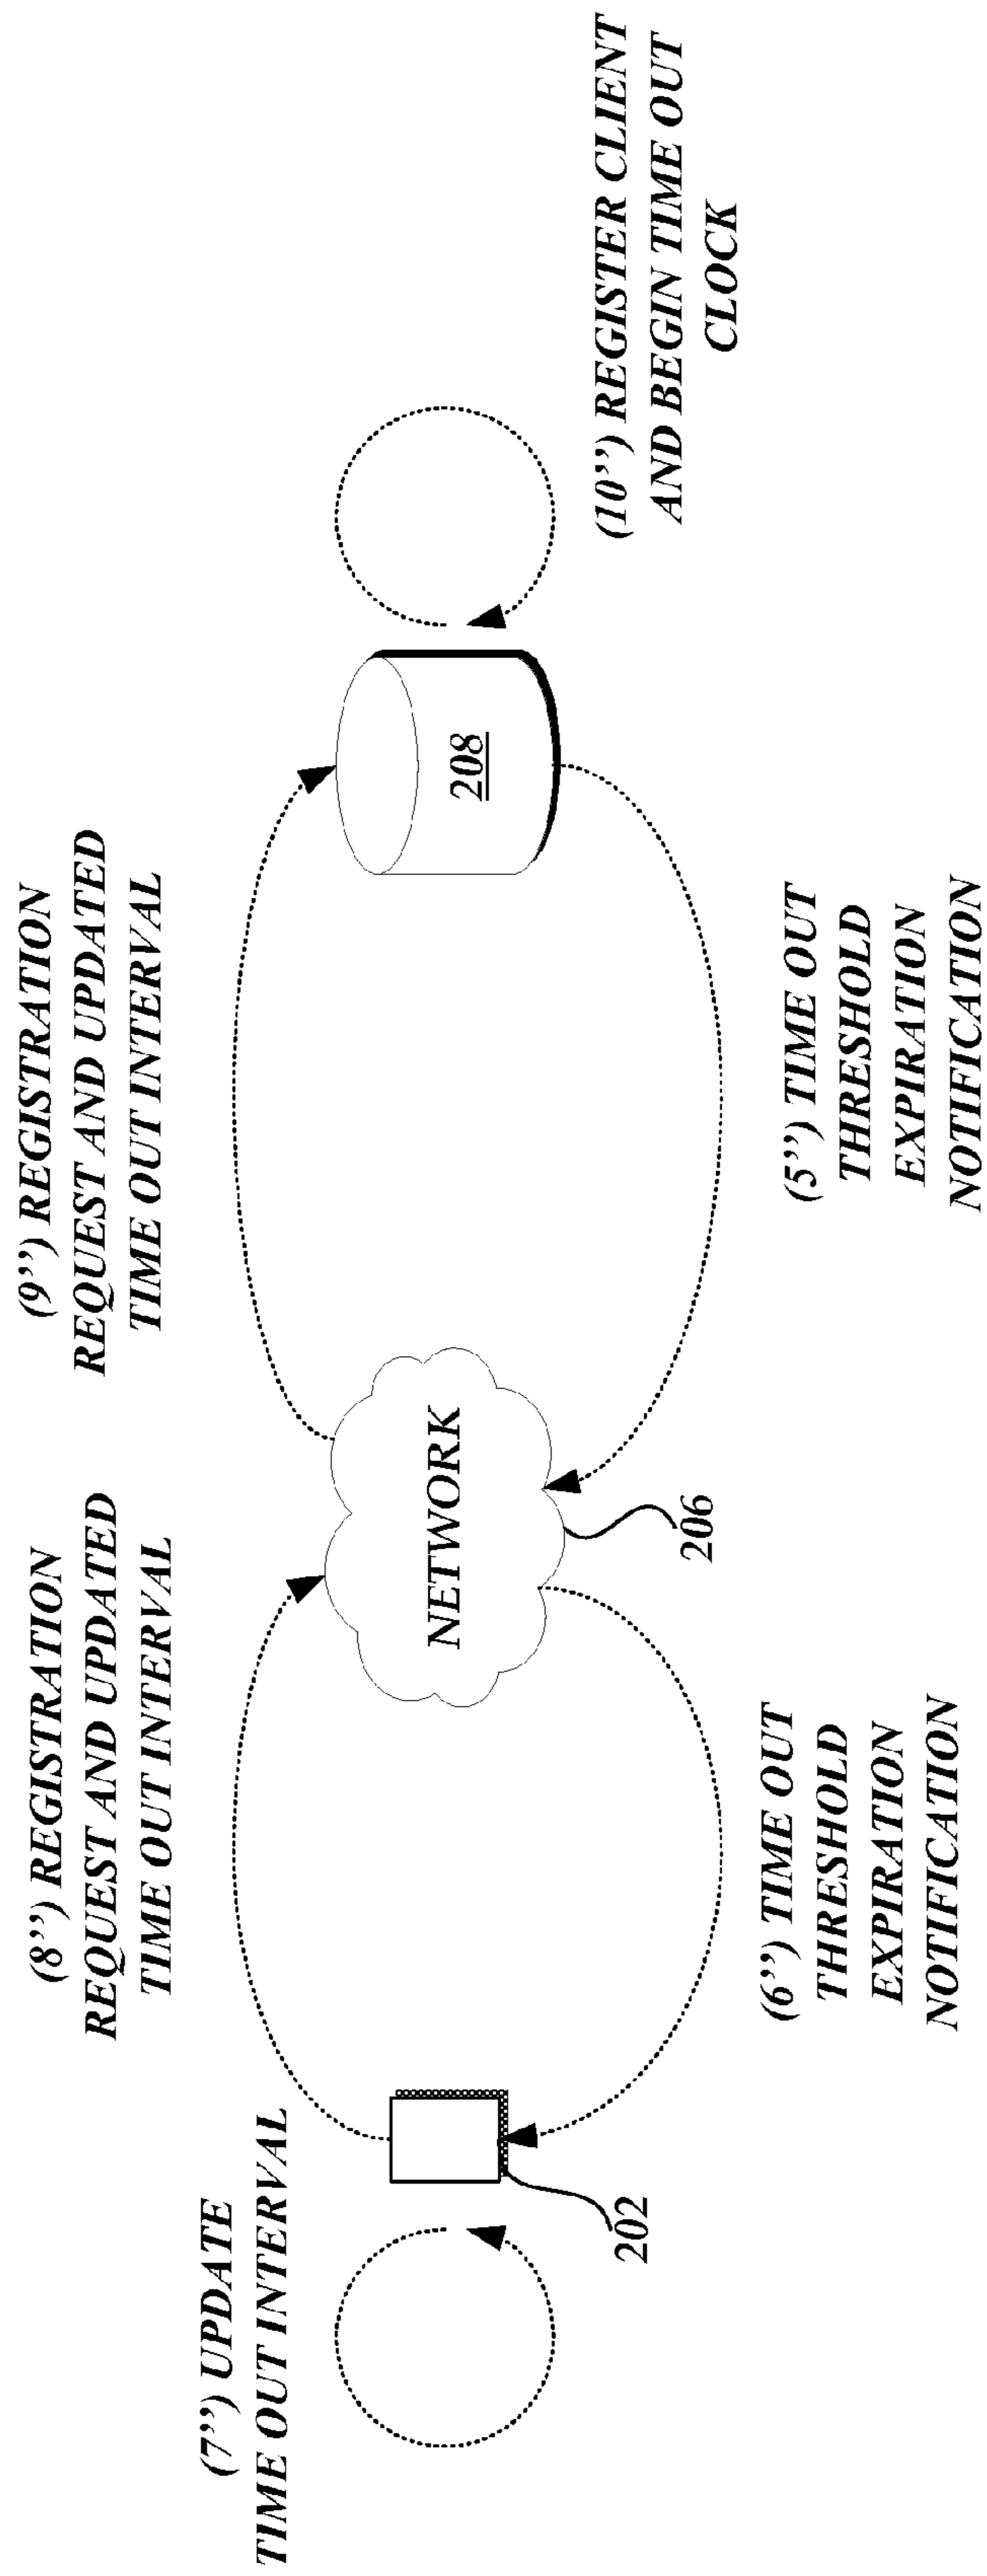 (7’’) UPDATE
TIME OUT INTERVAL
(8’’) REGISTRATION
REQUEST AND UPDATED
TIME OUT INTERVAL
(9’’) REGISTRATION
REQUEST AND UPDATED
TIME OUT INTERVAL
202
NETWORK
206
208
(6’’) TIME OUT
THRESHOLD
EXPIRATION
NOTIFICATION
(5’’) TIME OUT
THRESHOLD
EXPIRATION
NOTIFICATION
(10’’) REGISTER CLIENT
AND BEGIN TIME OUT
CLOCK